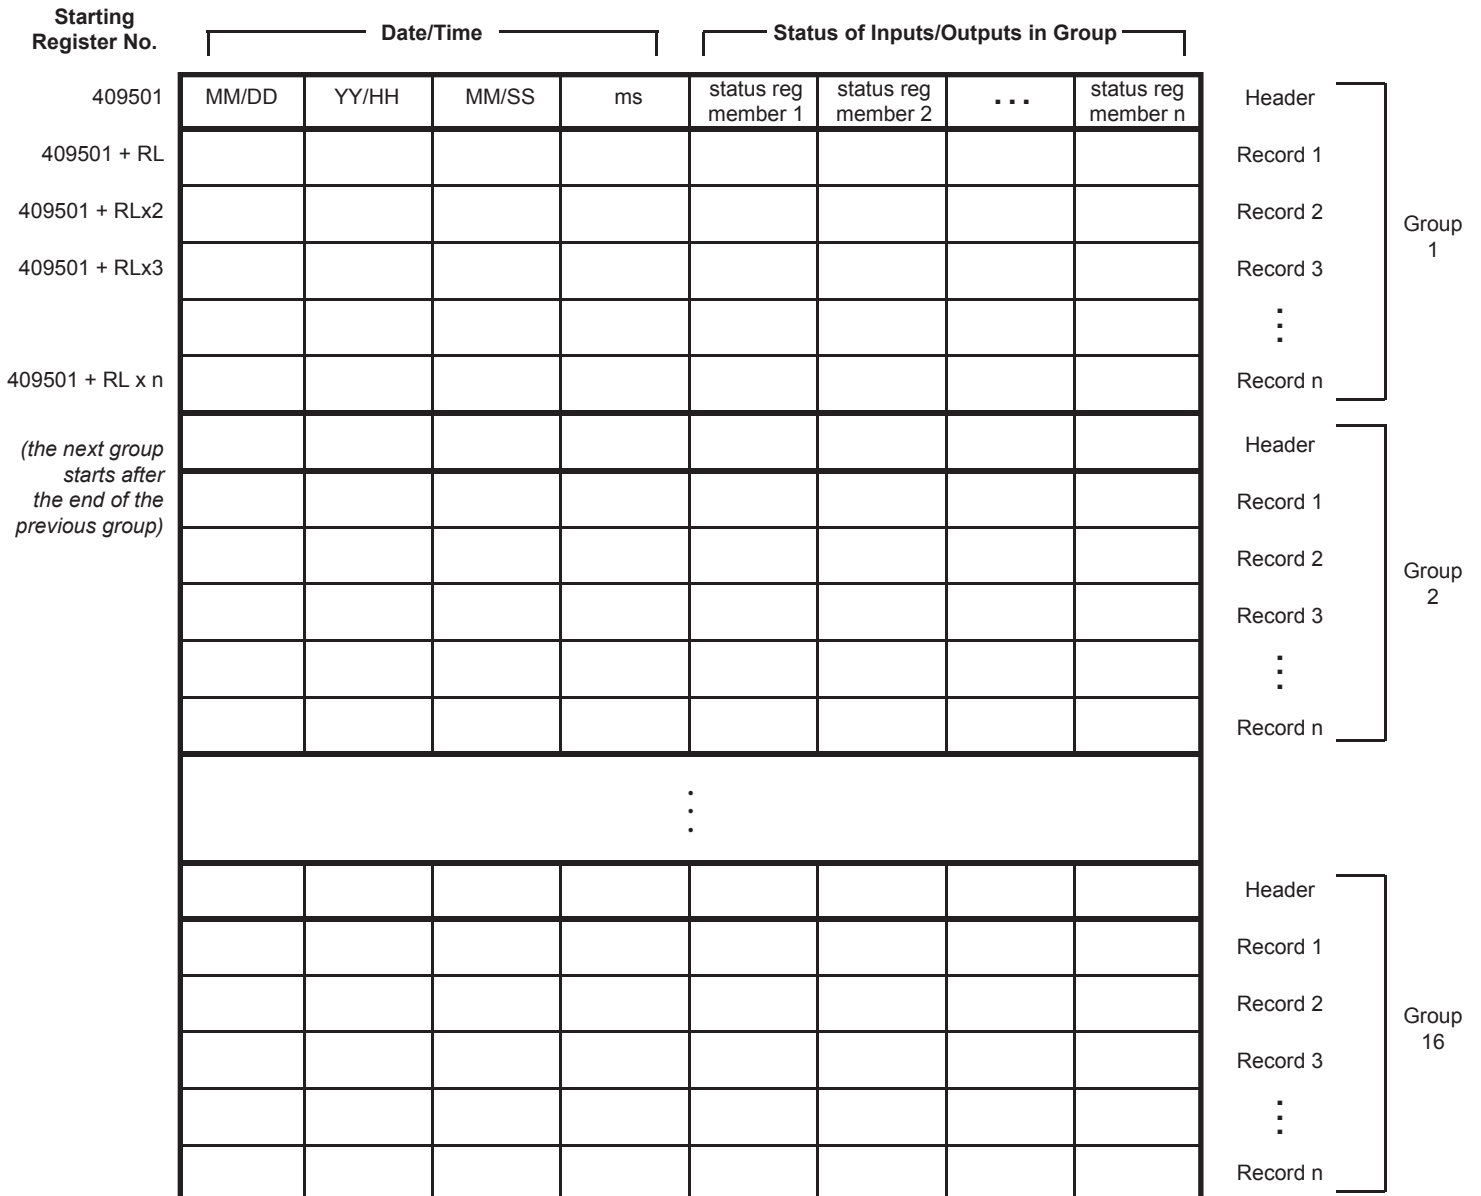 Starting
Register No.
Date/Time
Status of Inputs/Outputs in Group
409501
MM/DD
YY/HH
MM/SS
ms
status reg
member 1
status reg
member 2
...
status reg
member n
Header
409501 + RL
Record 1
409501 + RLx2
Record 2
409501 + RLx3
Record 3
Group
1
⋮
409501 + RL x n
Record n
(the next group
starts after
the end of the
previous group)
Header
Record 1
Record 2
Record 3
Group
2
⋮
Record n
⋮
Header
Record 1
Record 2
Record 3
Group
16
⋮
Record n